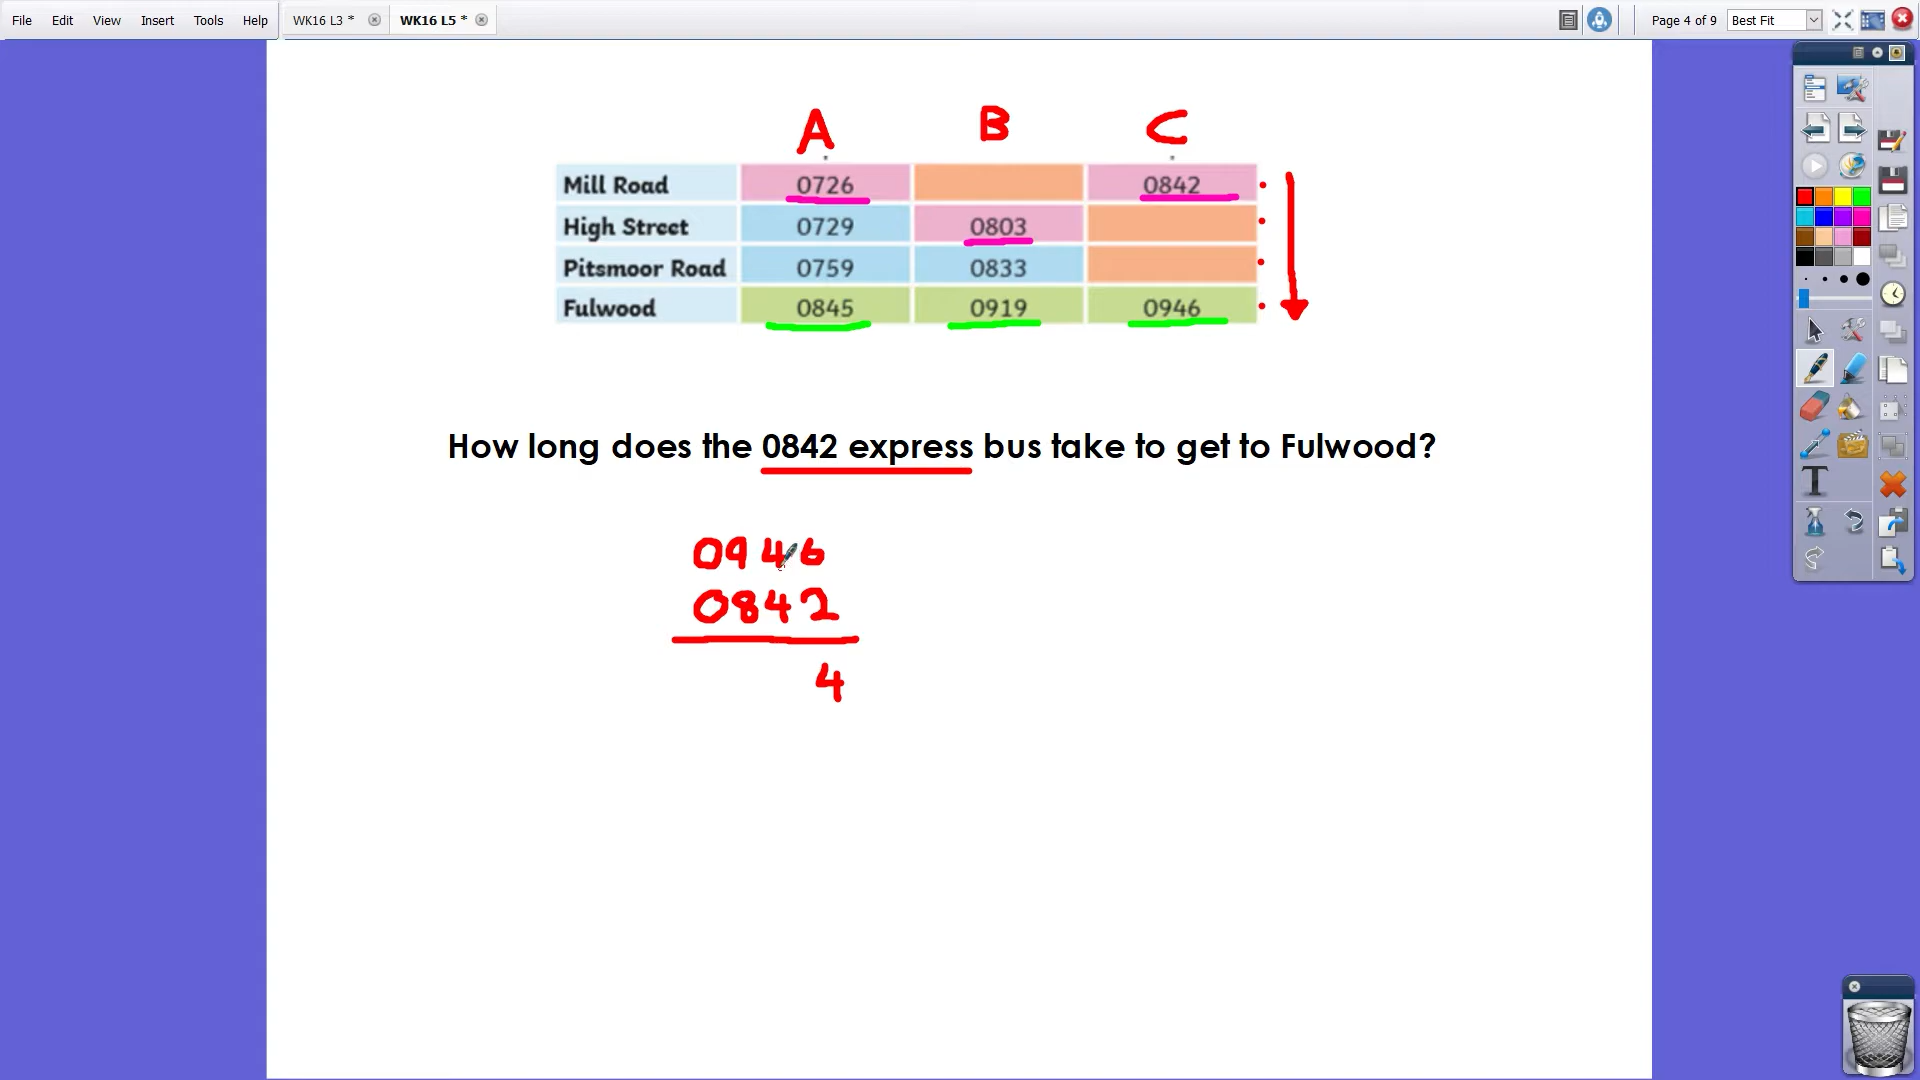 File Edit View Insert Tools Help WK16 L3 * WK16 L5 * Page 4 of 9 Best Fit
A B C
Mill Road 0726 0842
High Street 0729 0803
Pitsmoor Road 0759 0833
Fulwood 0845 0919 0946
How long does the 0842 express bus take to get to Fulwood?
0946
0842
4
T